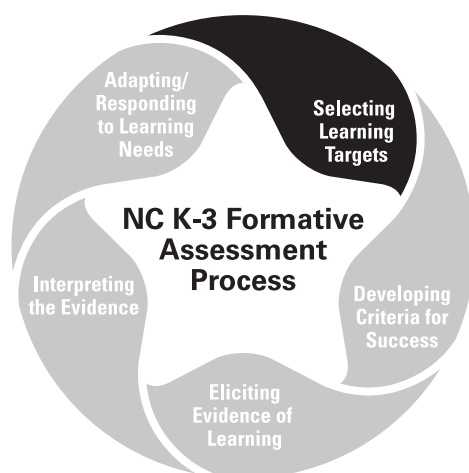 NC K-3 Formative
Assessment
Process
Selecting
Learning
Targets
Developing
Criteria for
Success
Eliciting
Evidence of
Learning
Interpreting
the Evidence
Adapting/
Responding
to Learning
Needs